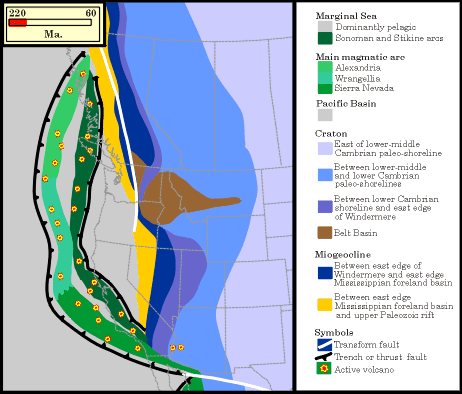 220 60
Ma.
Marginal Sea
Dominantly pelagic
Sonoman and Stikine arcs
Main magmatic arc
Alexandria
Wrangellia
Sierra Nevada
Pacific Basin
Craton
East of lower-middle
Cambrian paleo-shoreline
Between lower-middle
and lower Cambrian
paleo-shorelines
Between lower Cambrian
shoreline and east edge
of Windermere
Belt Basin
Miogeocline
Between east edge of
Windermere and east edge
Mississippian foreland basin
Between east edge
Mississippian foreland basin
and upper Paleozoic rift
Symbols
Transform fault
Trench or thrust fault
Active volcano